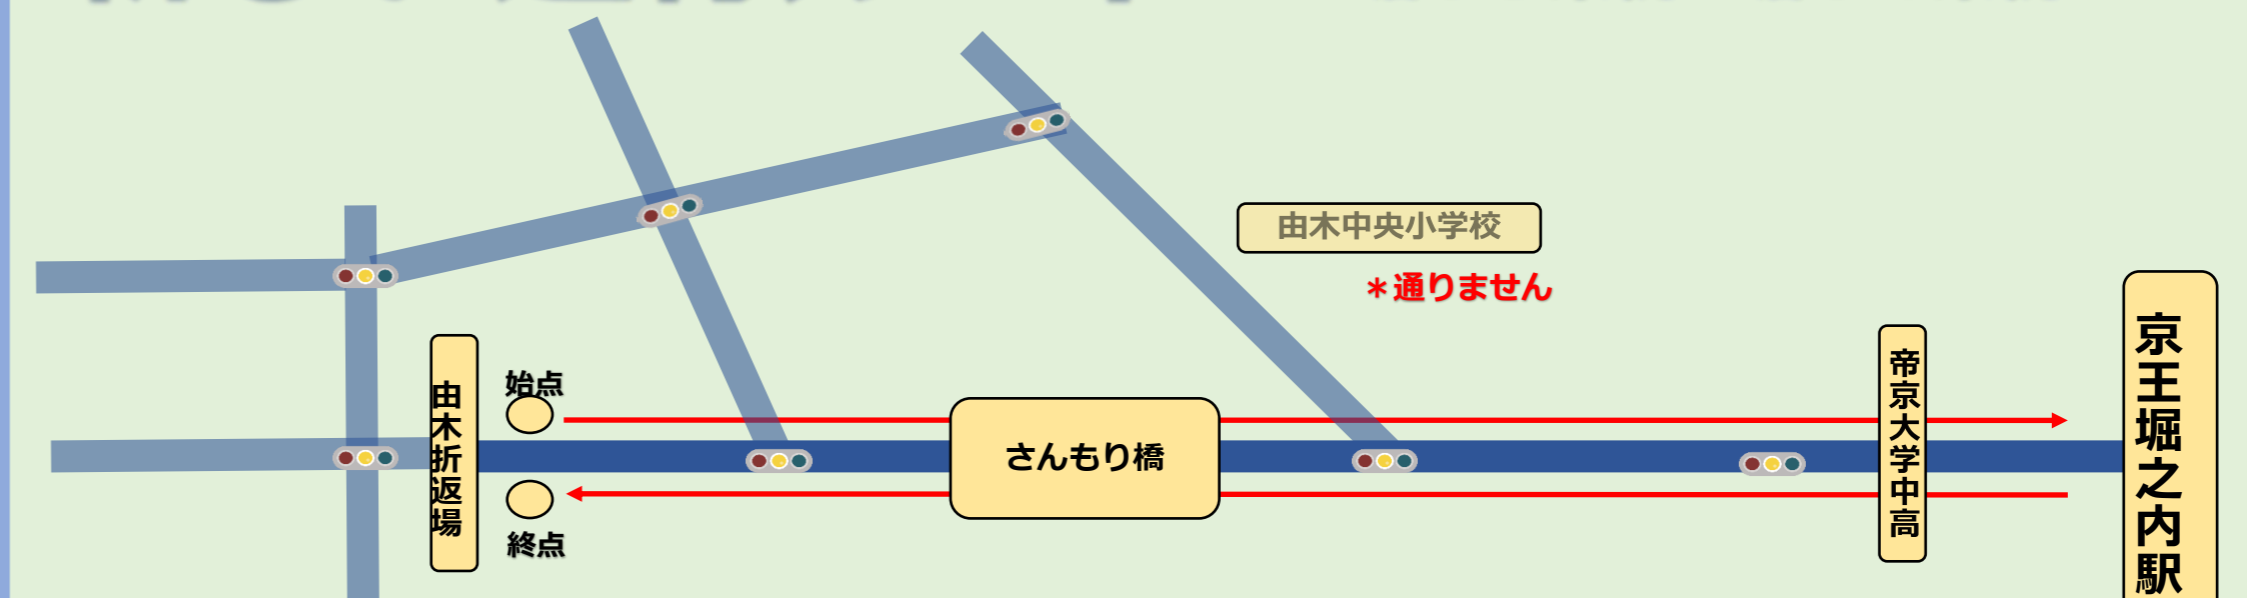 由木中央小学校
＊通りません
始点
由木折返場
さんもり橋
終点
帝京大学中高
京王堀之内駅